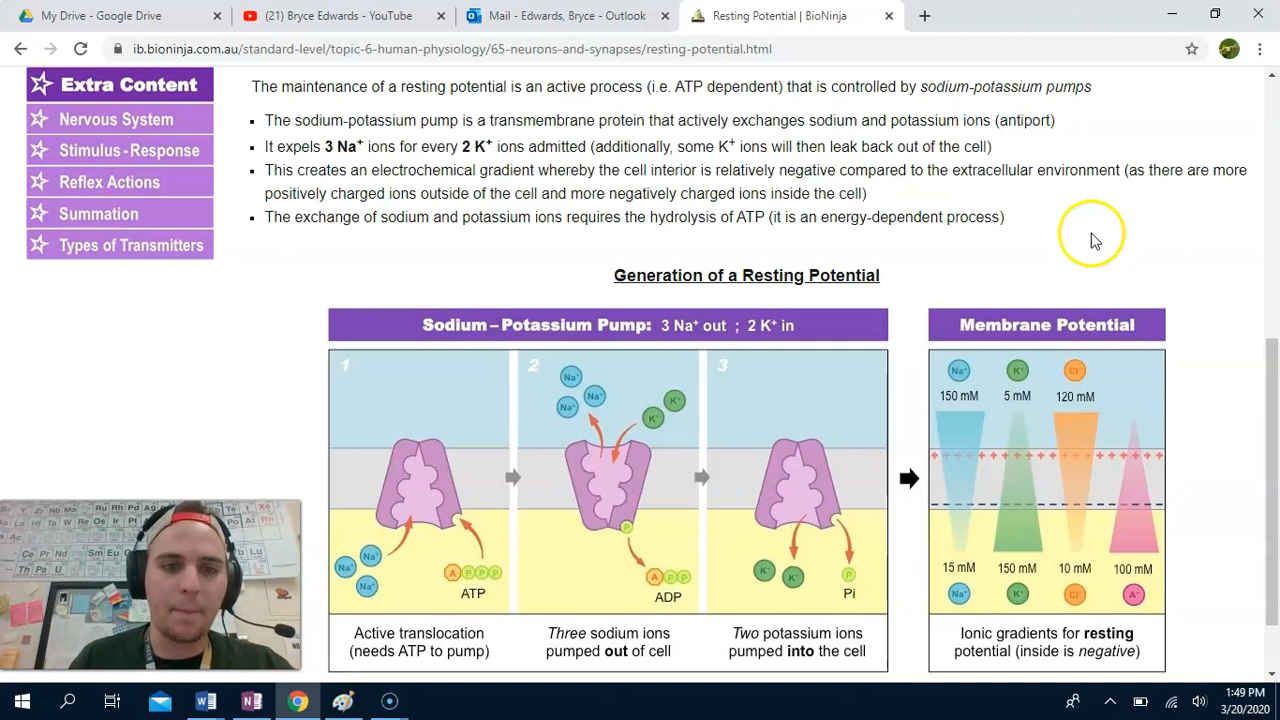 My Drive - Google Drive
(21) Bryce Edwards - YouTube
Mail - Edwards, Bryce - Outlook
Resting Potential | BioNinja
ib.bioninja.com.au/standard-level/topic-6-human-physiology/65-neurons-and-synapses/resting-potential.html
Extra Content
Nervous System
Stimulus - Response
Reflex Actions
Summation
Types of Transmitters
The maintenance of a resting potential is an active process (i.e. ATP dependent) that is controlled by sodium-potassium pumps
The sodium-potassium pump is a transmembrane protein that actively exchanges sodium and potassium ions (antiport)
It expels 3 Na⁺ ions for every 2 K⁺ ions admitted (additionally, some K⁺ ions will then leak back out of the cell)
This creates an electrochemical gradient whereby the cell interior is relatively negative compared to the extracellular environment (as there are more
positively charged ions outside of the cell and more negatively charged ions inside the cell)
The exchange of sodium and potassium ions requires the hydrolysis of ATP (it is an energy-dependent process)
Generation of a Resting Potential
Sodium – Potassium Pump: 3 Na⁺ out ; 2 K⁺ in
1
Na⁺
Na⁺
Na⁺
A P P P
ATP
Active translocation
(needs ATP to pump)
2
Na⁺
Na⁺
Na⁺
K⁺
K⁺
P
A P P
ADP
Three sodium ions
pumped out of cell
3
K⁺
K⁺
P
Pi
Two potassium ions
pumped into the cell
Membrane Potential
Na⁺ K⁺ Cl⁻
150 mM 5 mM 120 mM
+ + + + + + + + + + + + + + +
15 mM 150 mM 10 mM 100 mM
Na⁺ K⁺ Cl⁻ A⁻
Ionic gradients for resting
potential (inside is negative)
1:49 PM
3/20/2020